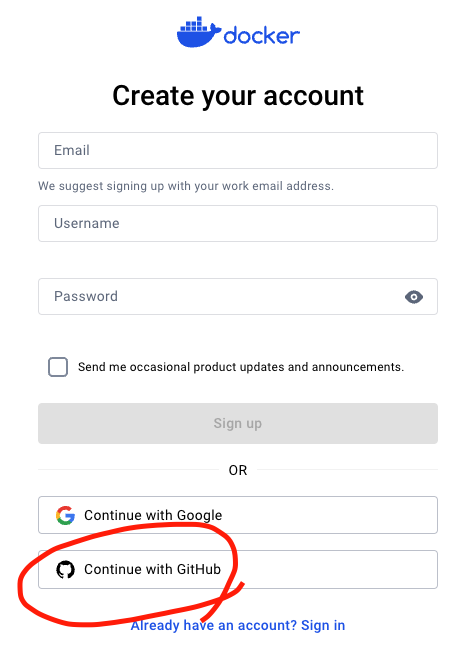 docker
Create your account
Email
We suggest signing up with your work email address.
Username
Password
Send me occasional product updates and announcements.
Sign up
OR
Continue with Google
Continue with GitHub
Already have an account? Sign in